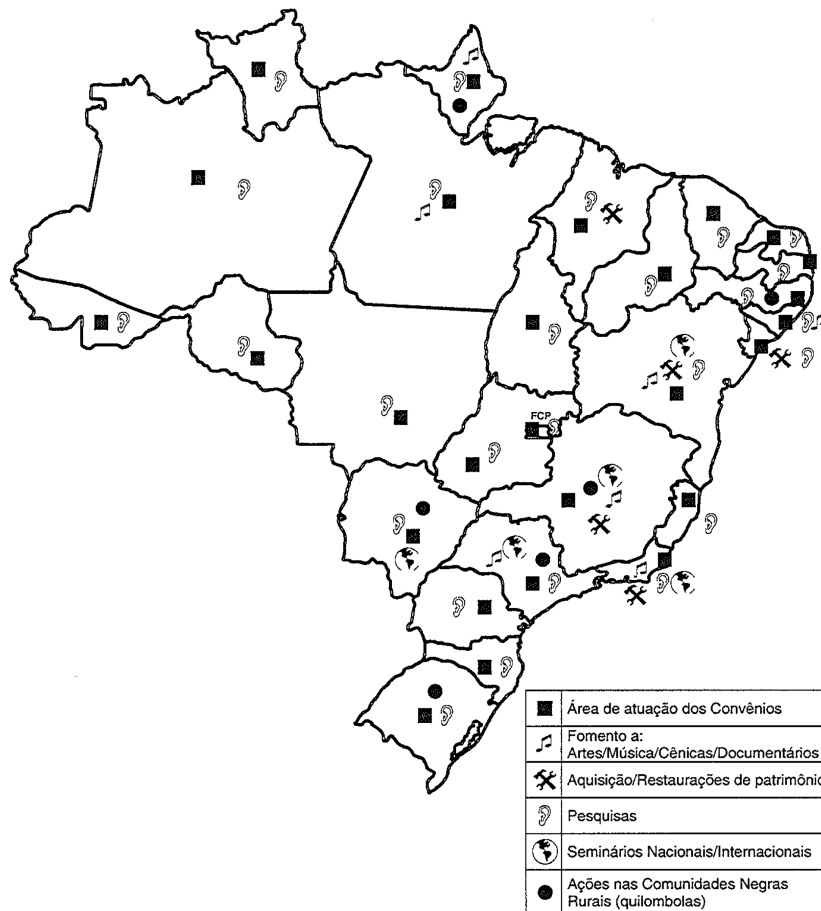 FCP
Área de atuação dos Convênios
Fomento a:
Artes/Música/Cênicas/Documentários
Aquisição/Restaurações de patrimôni
Pesquisas
Seminários Nacionais/Internacionais
Ações nas Comunidades Negras
Rurais (quilombolas)